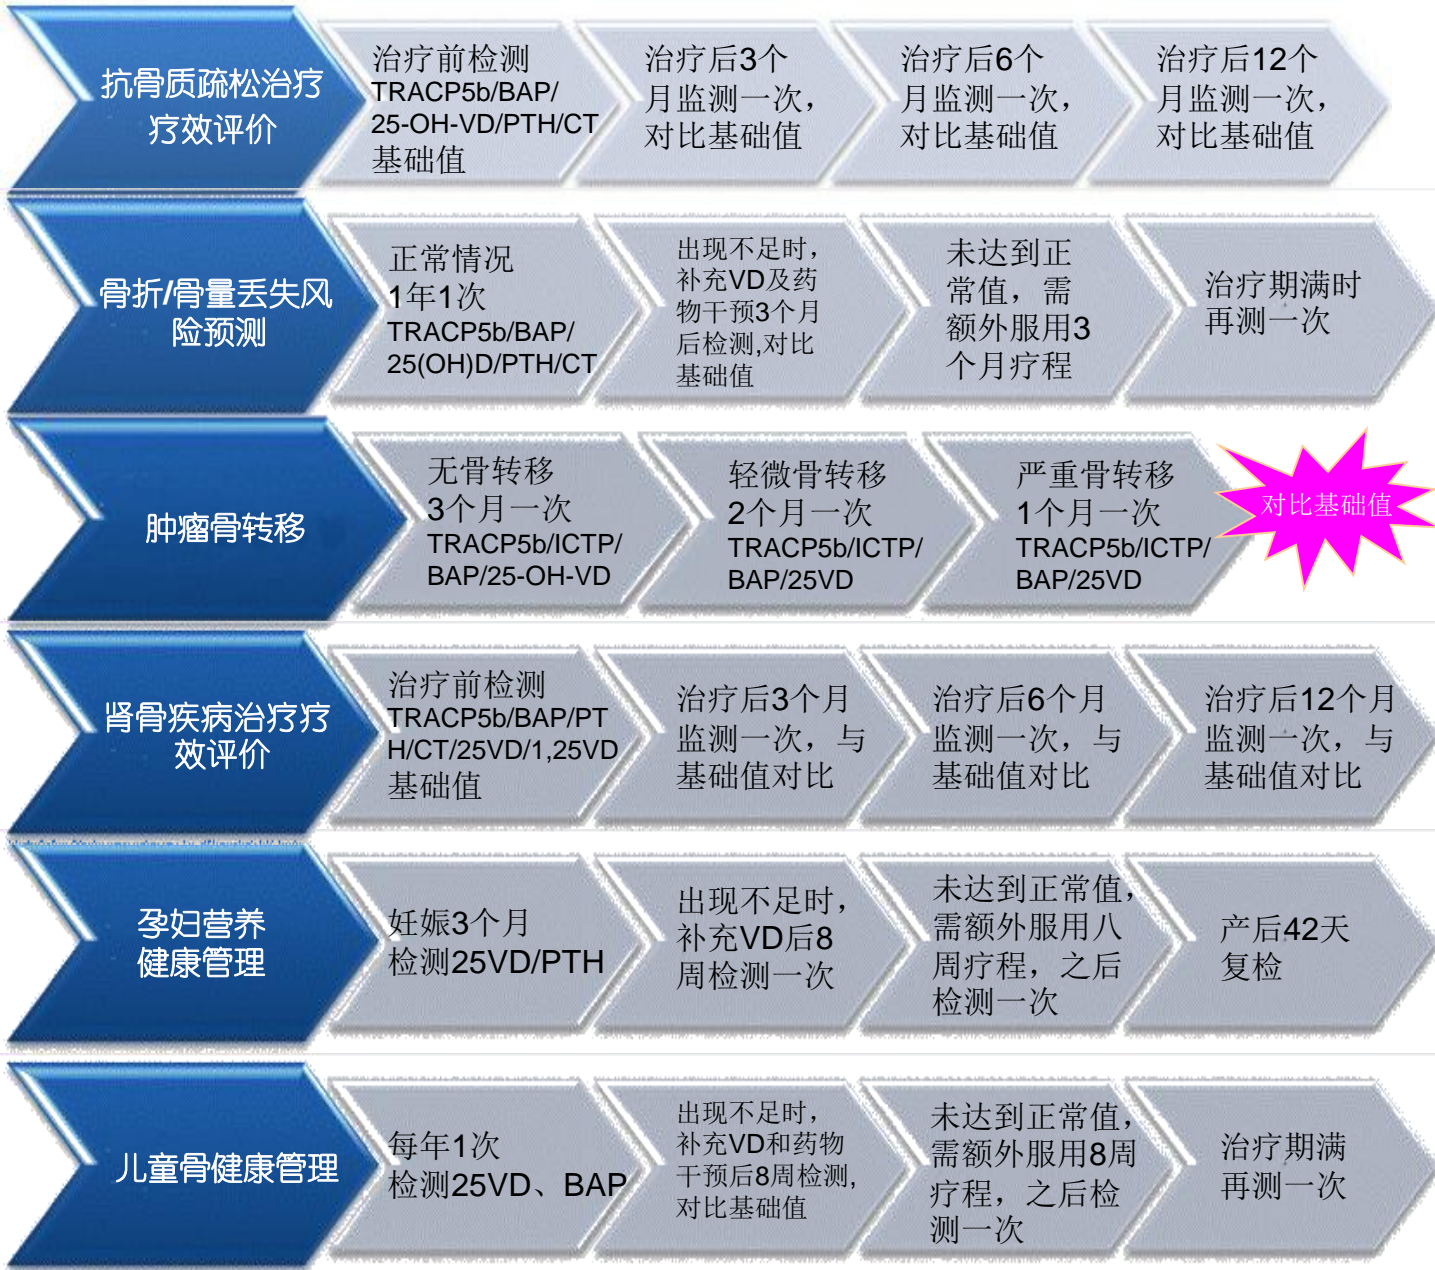 抗骨质疏松治疗
疗效评价
治疗前检测
TRACP5b/BAP/
25-OH-VD/PTH/CT
基础值
治疗后3个
月监测一次，
对比基础值
治疗后6个
月监测一次，
对比基础值
治疗后12个
月监测一次，
对比基础值
骨折/骨量丢失风
险预测
正常情况
1年1次
TRACP5b/BAP/
25(OH)D/PTH/CT
出现不足时，
补充VD及药
物干预3个月
后检测,对比
基础值
未达到正
常值，需
额外服用3
个月疗程
治疗期满时
再测一次
肿瘤骨转移
无骨转移
3个月一次
TRACP5b/ICTP/
BAP/25-OH-VD
轻微骨转移
2个月一次
TRACP5b/ICTP/
BAP/25VD
严重骨转移
1个月一次
TRACP5b/ICTP/
BAP/25VD
对比基础值
肾骨疾病治疗疗
效评价
治疗前检测
TRACP5b/BAP/PT
H/CT/25VD/1,25VD
基础值
治疗后3个月
监测一次，与
基础值对比
治疗后6个月
监测一次，与
基础值对比
治疗后12个月
监测一次，与
基础值对比
孕妇营养
健康管理
妊娠3个月
检测25VD/PTH
出现不足时，
补充VD后8
周检测一次
未达到正常值，
需额外服用八
周疗程，之后
检测一次
产后42天
复检
儿童骨健康管理
每年1次
检测25VD、BAP
出现不足时，
补充VD和药物
干预后8周检测,
对比基础值
未达到正常值，
需额外服用8周
疗程，之后检
测一次
治疗期满
再测一次